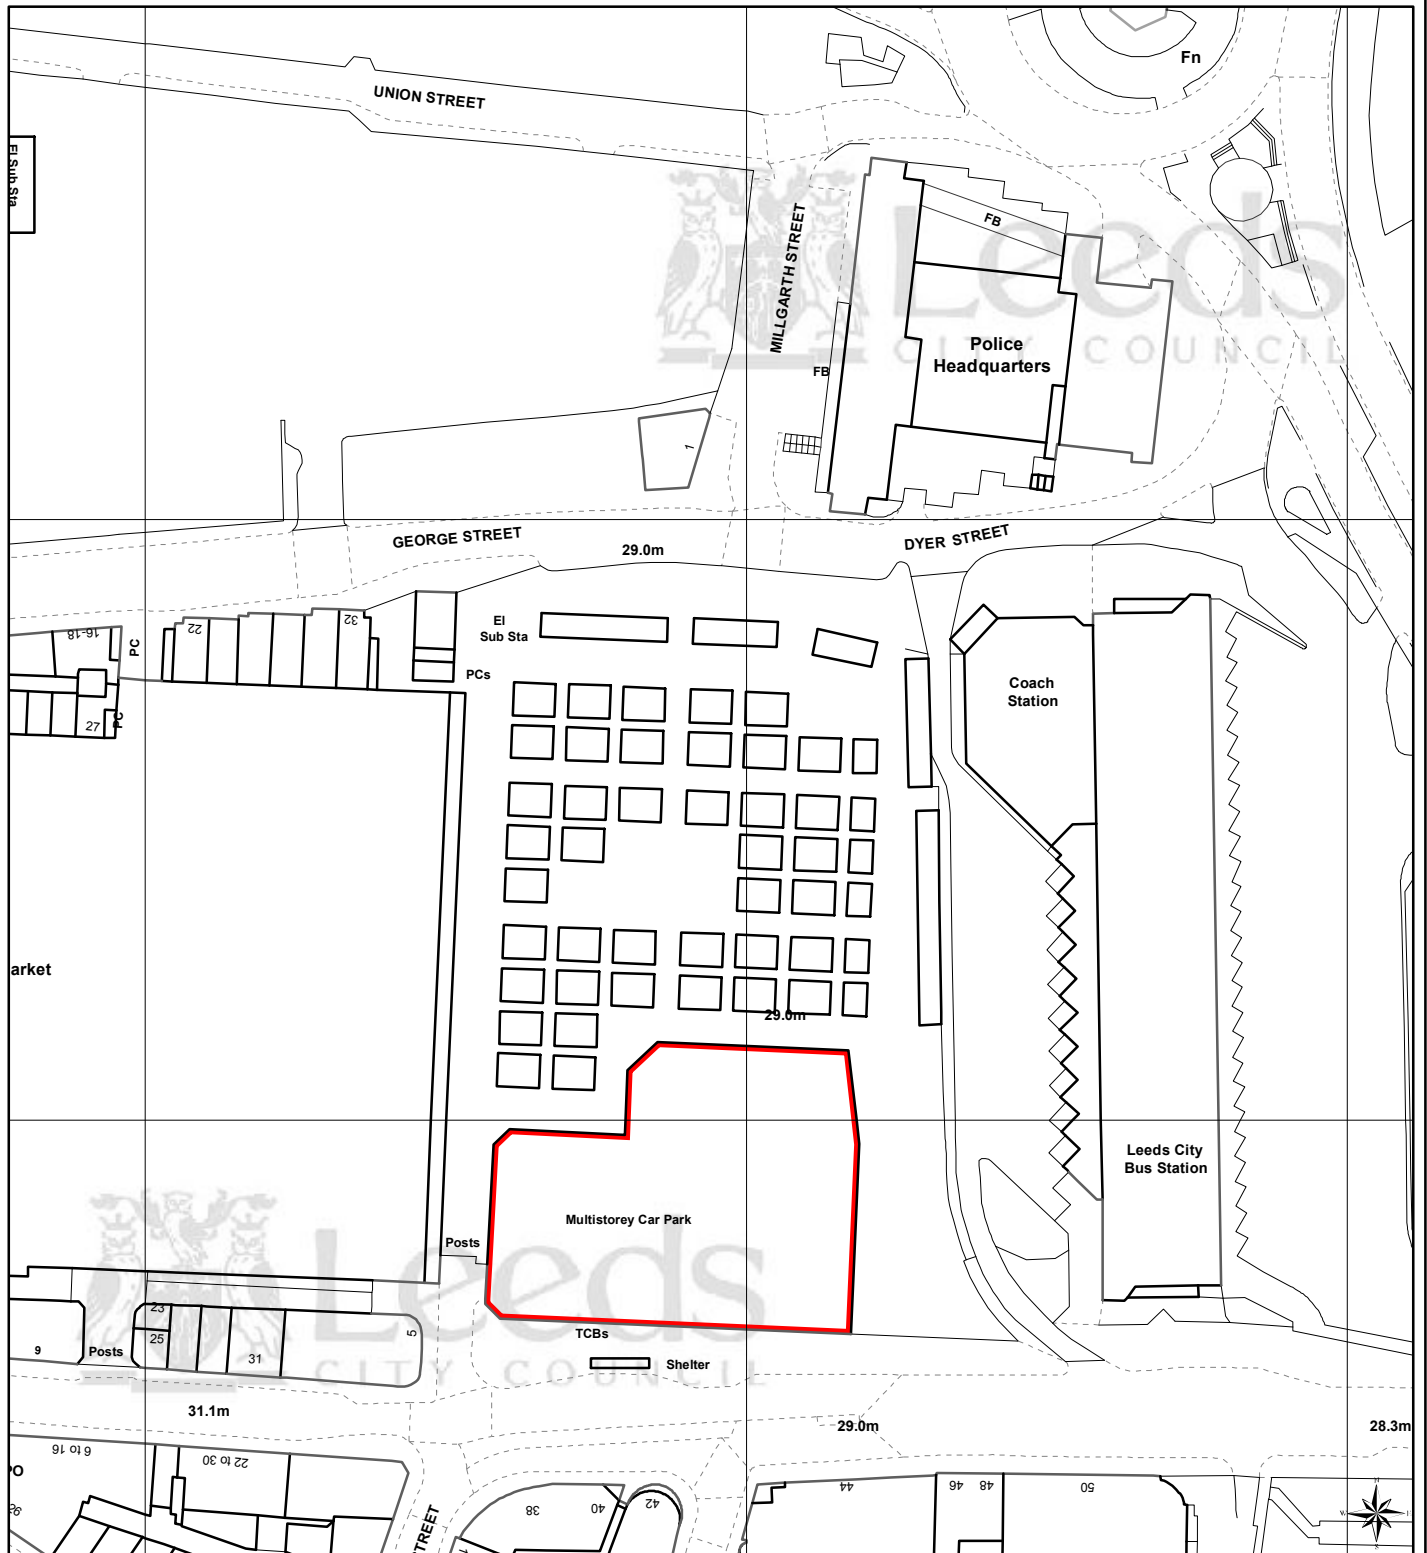 Fn
UNION STREET
El Sub Sta
MILLGARTH STREET
FB
Leeds
CITY COUNCIL
Police
Headquarters
FB
1
GEORGE STREET
29.0m
DYER STREET
El
Sub Sta
PCs
16-18
PC
22
32
27
PC
Coach
Station
arket
29.0m
Leeds City
Bus Station
Multistorey Car Park
Posts
Leeds
CITY COUNCIL
23
25
31
5
9
Posts
TCBs
Shelter
31.1m
29.0m
28.3m
6 to 16
22 to 30
PO
38
40
42
44
46
48
50
TREET